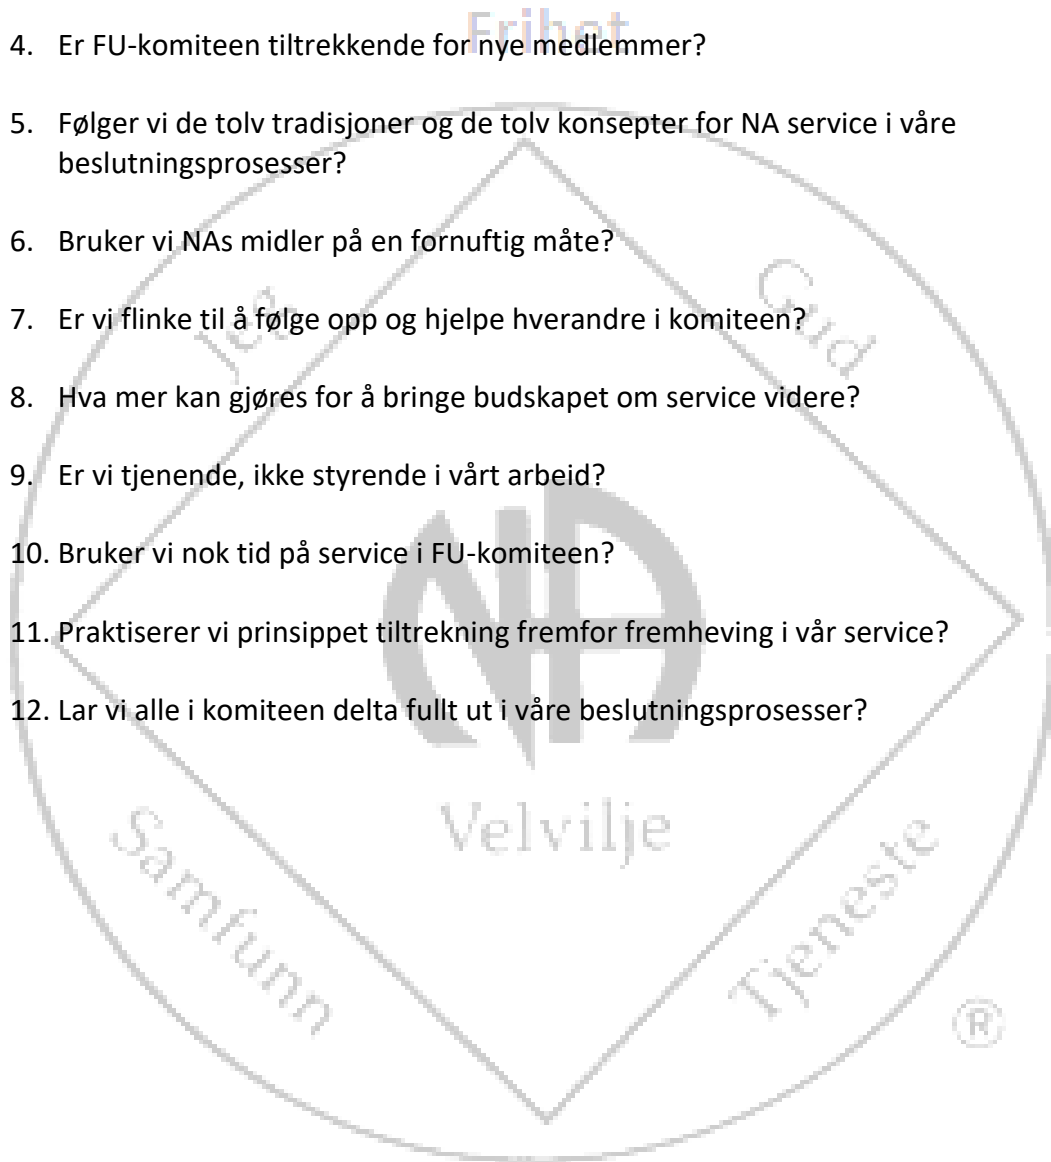 Frihet
4. Er FU-komiteen tiltrekkende for nye medlemmer?
5. Følger vi de tolv tradisjoner og de tolv konsepter for NA service i våre
beslutningsprosesser?
6. Bruker vi NAs midler på en fornuftig måte?
7. Er vi flinke til å følge opp og hjelpe hverandre i komiteen?
8. Hva mer kan gjøres for å bringe budskapet om service videre?
9. Er vi tjenende, ikke styrende i vårt arbeid?
10. Bruker vi nok tid på service i FU-komiteen?
11. Praktiserer vi prinsippet tiltrekning fremfor fremheving i vår service?
12. Lar vi alle i komiteen delta fullt ut i våre beslutningsprosesser?
Jeg
Gud
NA
Velvilje
Samfunn
Tjeneste
®